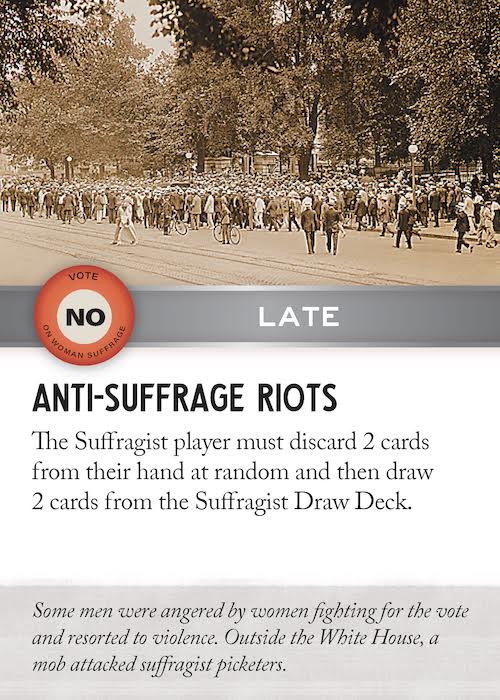 VOTE
NO
ON WOMAN SUFFRAGE
LATE
ANTI-SUFFRAGE RIOTS
The Suffragist player must discard 2 cards
from their hand at random and then draw
2 cards from the Suffragist Draw Deck.
Some men were angered by women fighting for the vote
and resorted to violence. Outside the White House, a
mob attacked suffragist picketers.